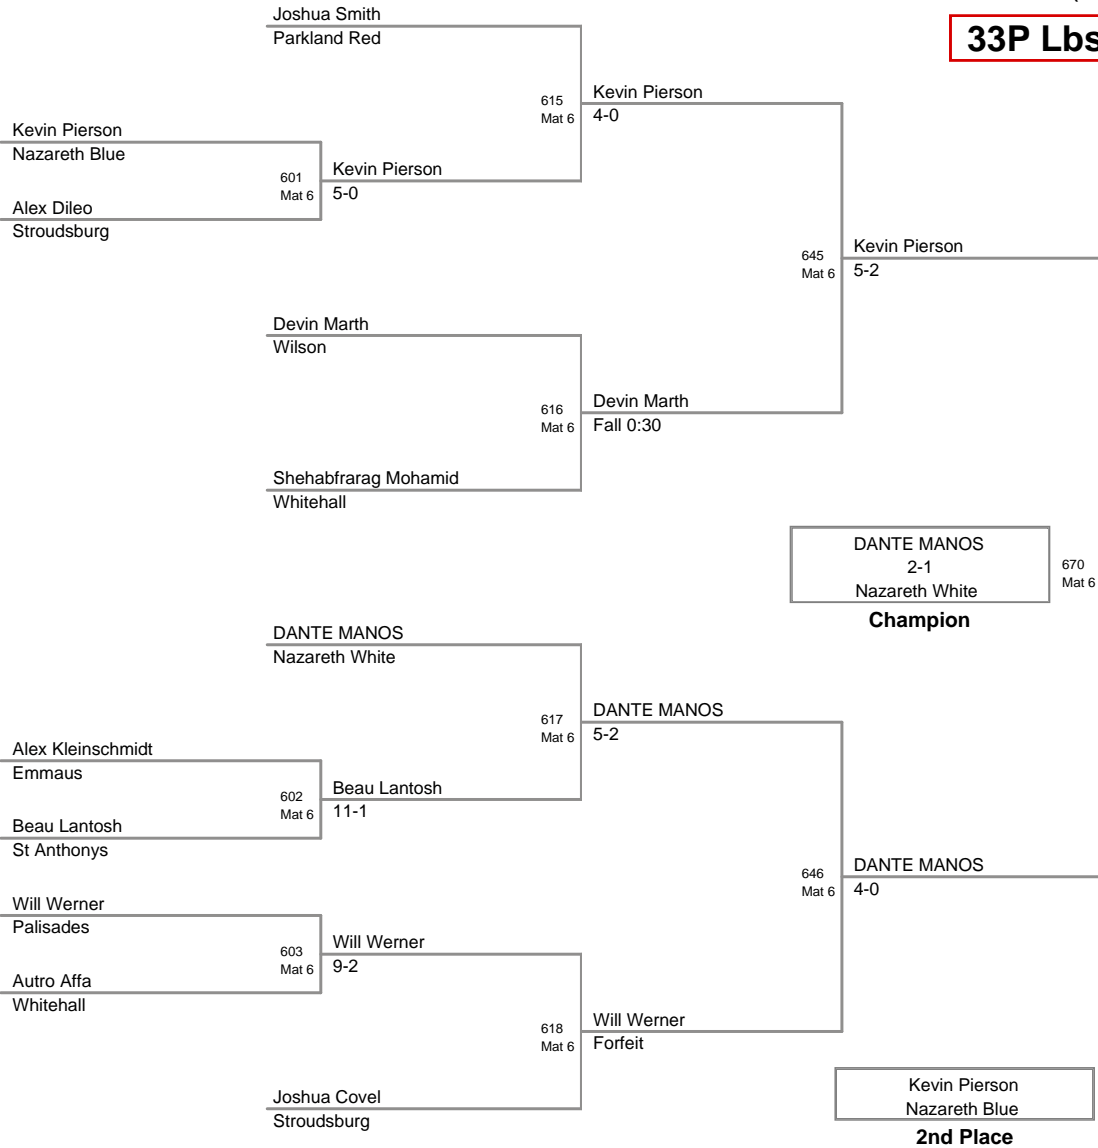 Joshua Smith
Parkland Red
33P Lbs
615
Mat 6
Kevin Pierson
4-0
Kevin Pierson
Nazareth Blue
601
Mat 6
Kevin Pierson
5-0
Alex Dileo
Stroudsburg
645
Mat 6
Kevin Pierson
5-2
Devin Marth
Wilson
616
Mat 6
Devin Marth
Fall 0:30
Shehabfrarag Mohamid
Whitehall
DANTE MANOS
2-1
Nazareth White
670
Mat 6
Champion
DANTE MANOS
Nazareth White
617
Mat 6
DANTE MANOS
5-2
Alex Kleinschmidt
Emmaus
602
Mat 6
Beau Lantosh
11-1
Beau Lantosh
St Anthonys
646
Mat 6
DANTE MANOS
4-0
Will Werner
Palisades
603
Mat 6
Will Werner
9-2
Autro Affa
Whitehall
618
Mat 6
Will Werner
Forfeit
Joshua Covel
Stroudsburg
Kevin Pierson
Nazareth Blue
2nd Place